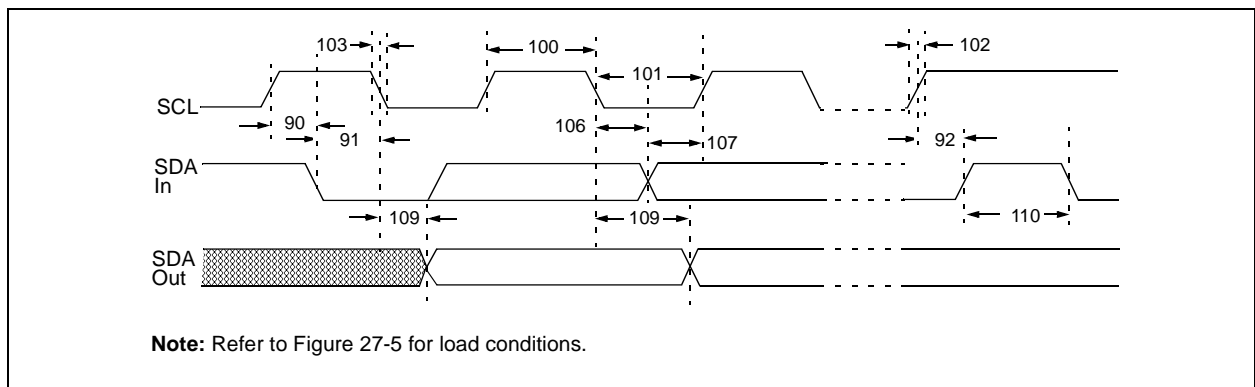 103
100
101
102
SCL
90
91
106
107
92
SDA
In
109
109
110
SDA
Out
Note: Refer to Figure 27-5 for load conditions.